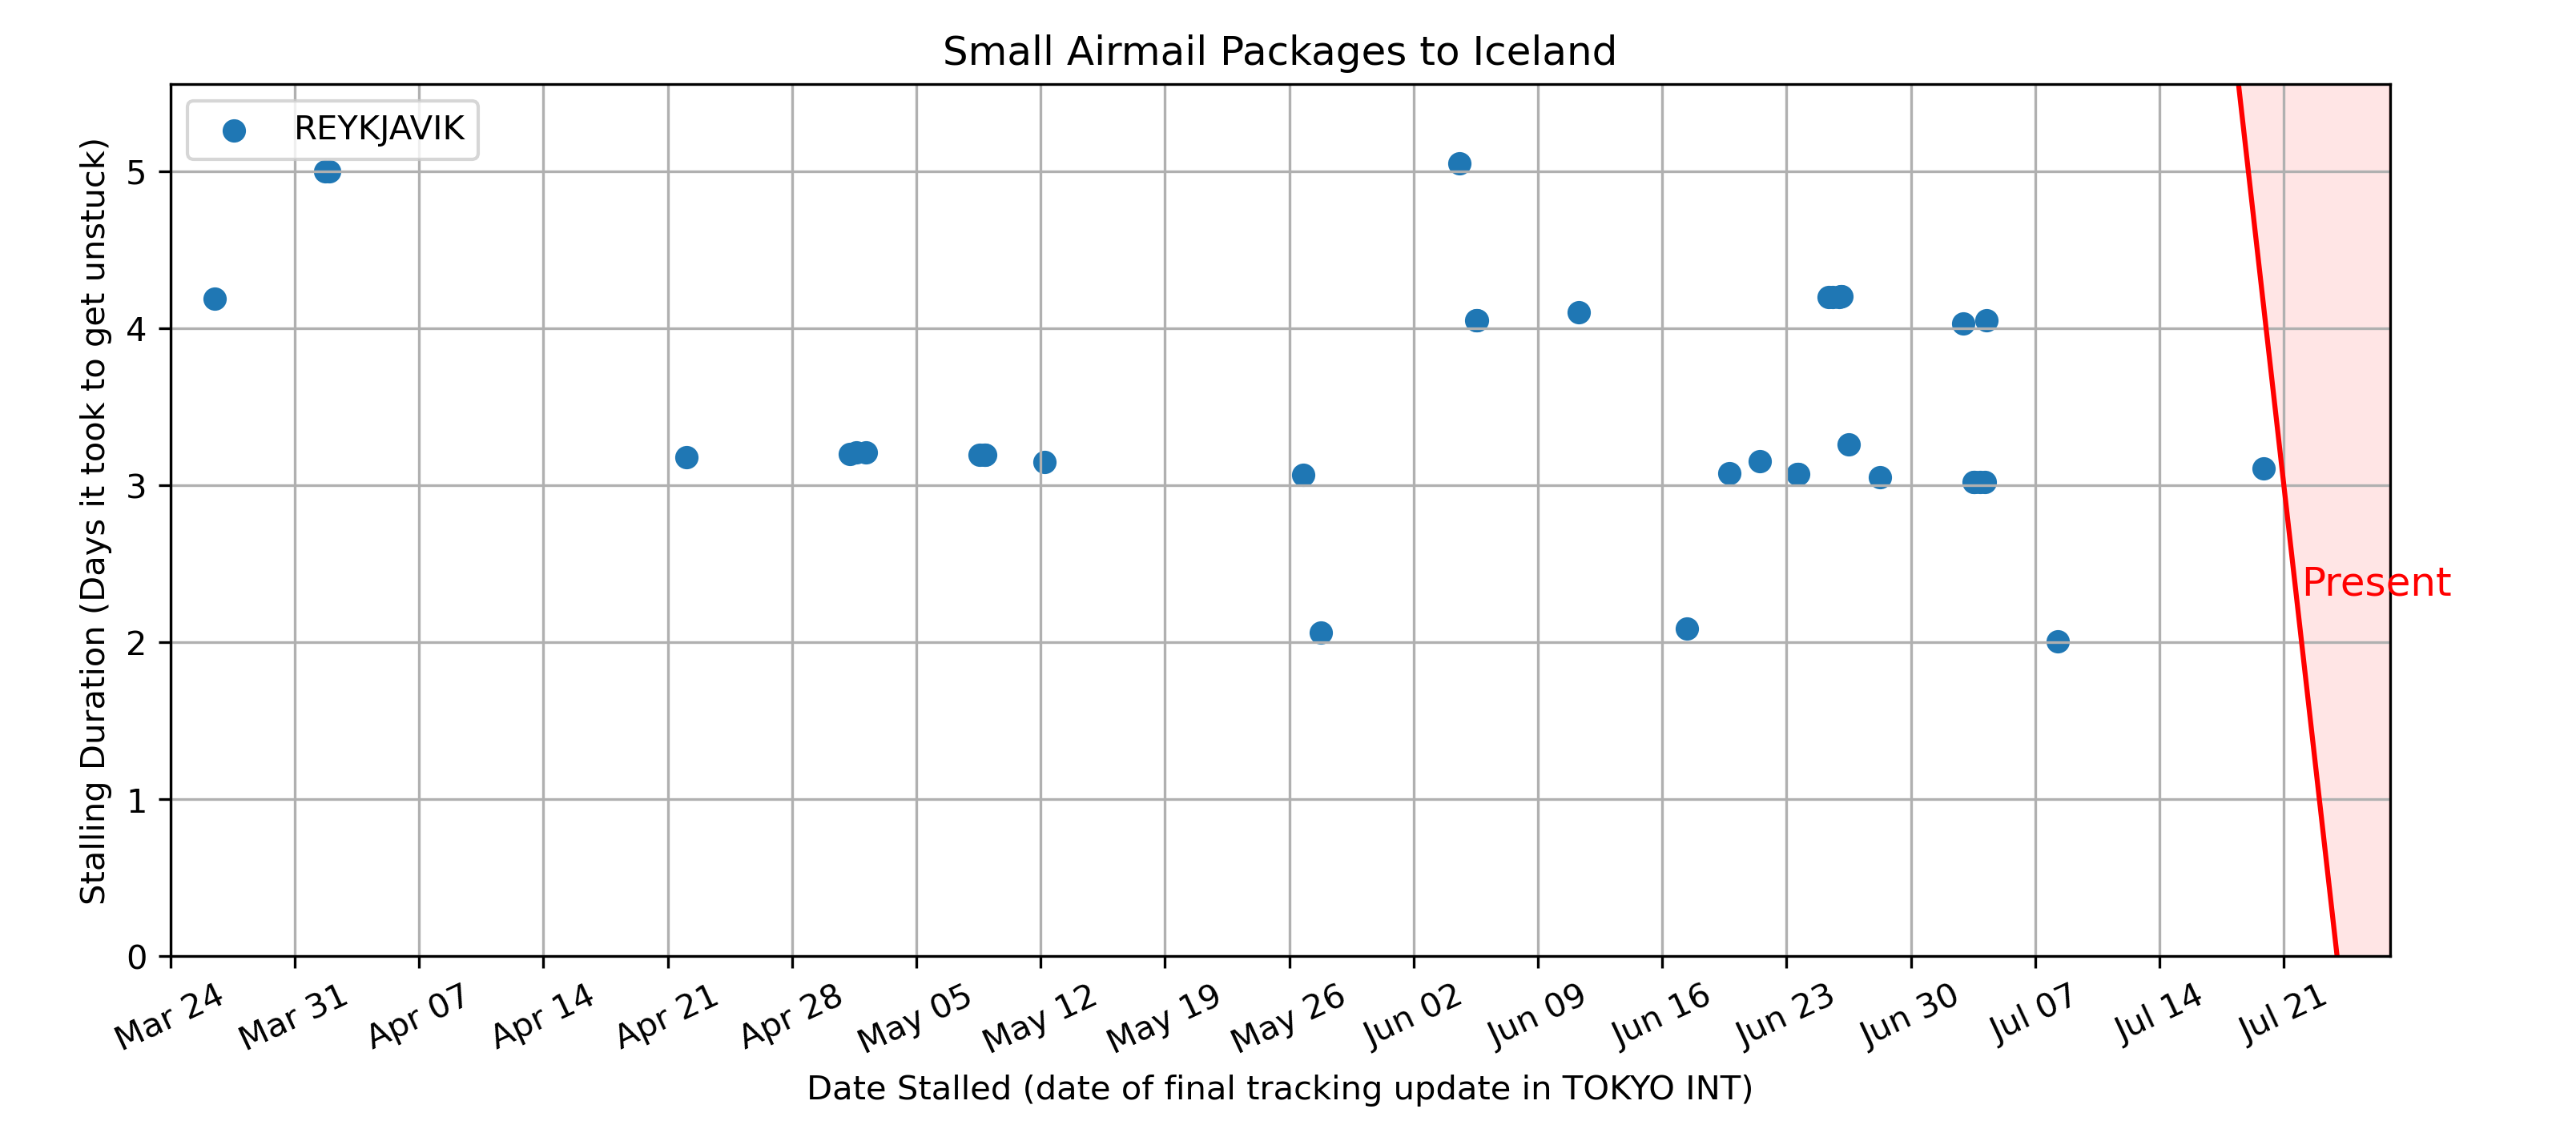 Small Airmail Packages to Iceland
REYKJAVIK
Stalling Duration (Days it took to get unstuck)
5
4
3
2
1
0
Present
Mar 24
Mar 31
Apr 07
Apr 14
Apr 21
Apr 28
May 05
May 12
May 19
May 26
Jun 02
Jun 09
Jun 16
Jun 23
Jun 30
Jul 07
Jul 14
Jul 21
Date Stalled (date of final tracking update in TOKYO INT)